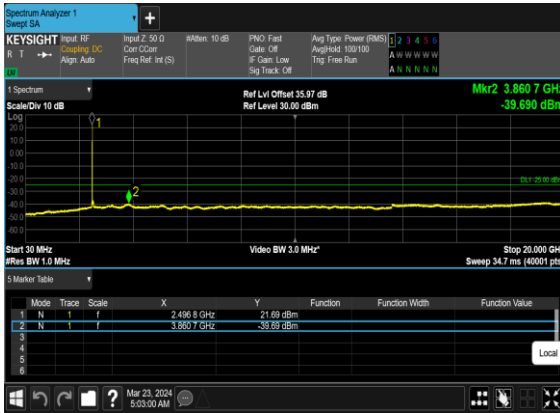 Spectrum Analyzer 1
Swept SA
+
KEYSIGHT
R T
LXI
Input: RF
Coupling: DC
Align: Auto
Input Z: 50 Ω
Corr CCorr
Freq Ref: Int (S)
#Atten: 10 dB
PNO: Fast
Gate: Off
IF Gain: Low
Sig Track: Off
Avg Type: Power (RMS)
Avg|Hold: 100/100
Trig: Free Run
1 2 3 4 5 6
A W W W W W
A N N N N N
1 Spectrum
Scale/Div 10 dB
Log
Ref Lvl Offset 35.97 dB
Ref Level 30.00 dBm
Mkr2 3.860 7 GHz
-39.690 dBm
20.0
10.0
0.00
-10.0
-20.0
-30.0
-40.0
-50.0
-60.0
1
2
DL1 -25.00 dBm
Start 30 MHz
#Res BW 1.0 MHz
Video BW 3.0 MHz*
Stop 20.000 GHz
Sweep 34.7 ms (40001 pts)
5 Marker Table
Mode Trace Scale X Y Function Function Width Function Value
1 N 1 f 2.496 8 GHz 21.69 dBm
2 N 1 f 3.860 7 GHz -39.69 dBm
3
4
5
6
Local
?
Mar 23, 2024
5:03:00 AM